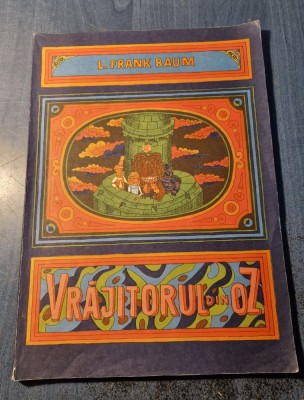 L. FRANK BAUM
VRĂJITORUL DIN OZ